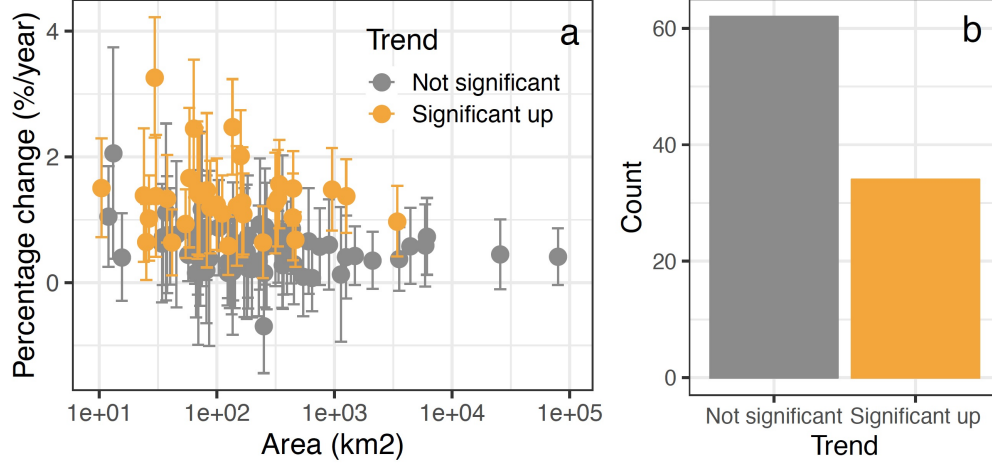 a
Trend
Not significant
Significant up
4
2
0
Percentage change (%/year)
1e+01
1e+02
1e+03
1e+04
1e+05
Area (km2)
b
60
40
20
0
Count
Not significant
Significant up
Trend